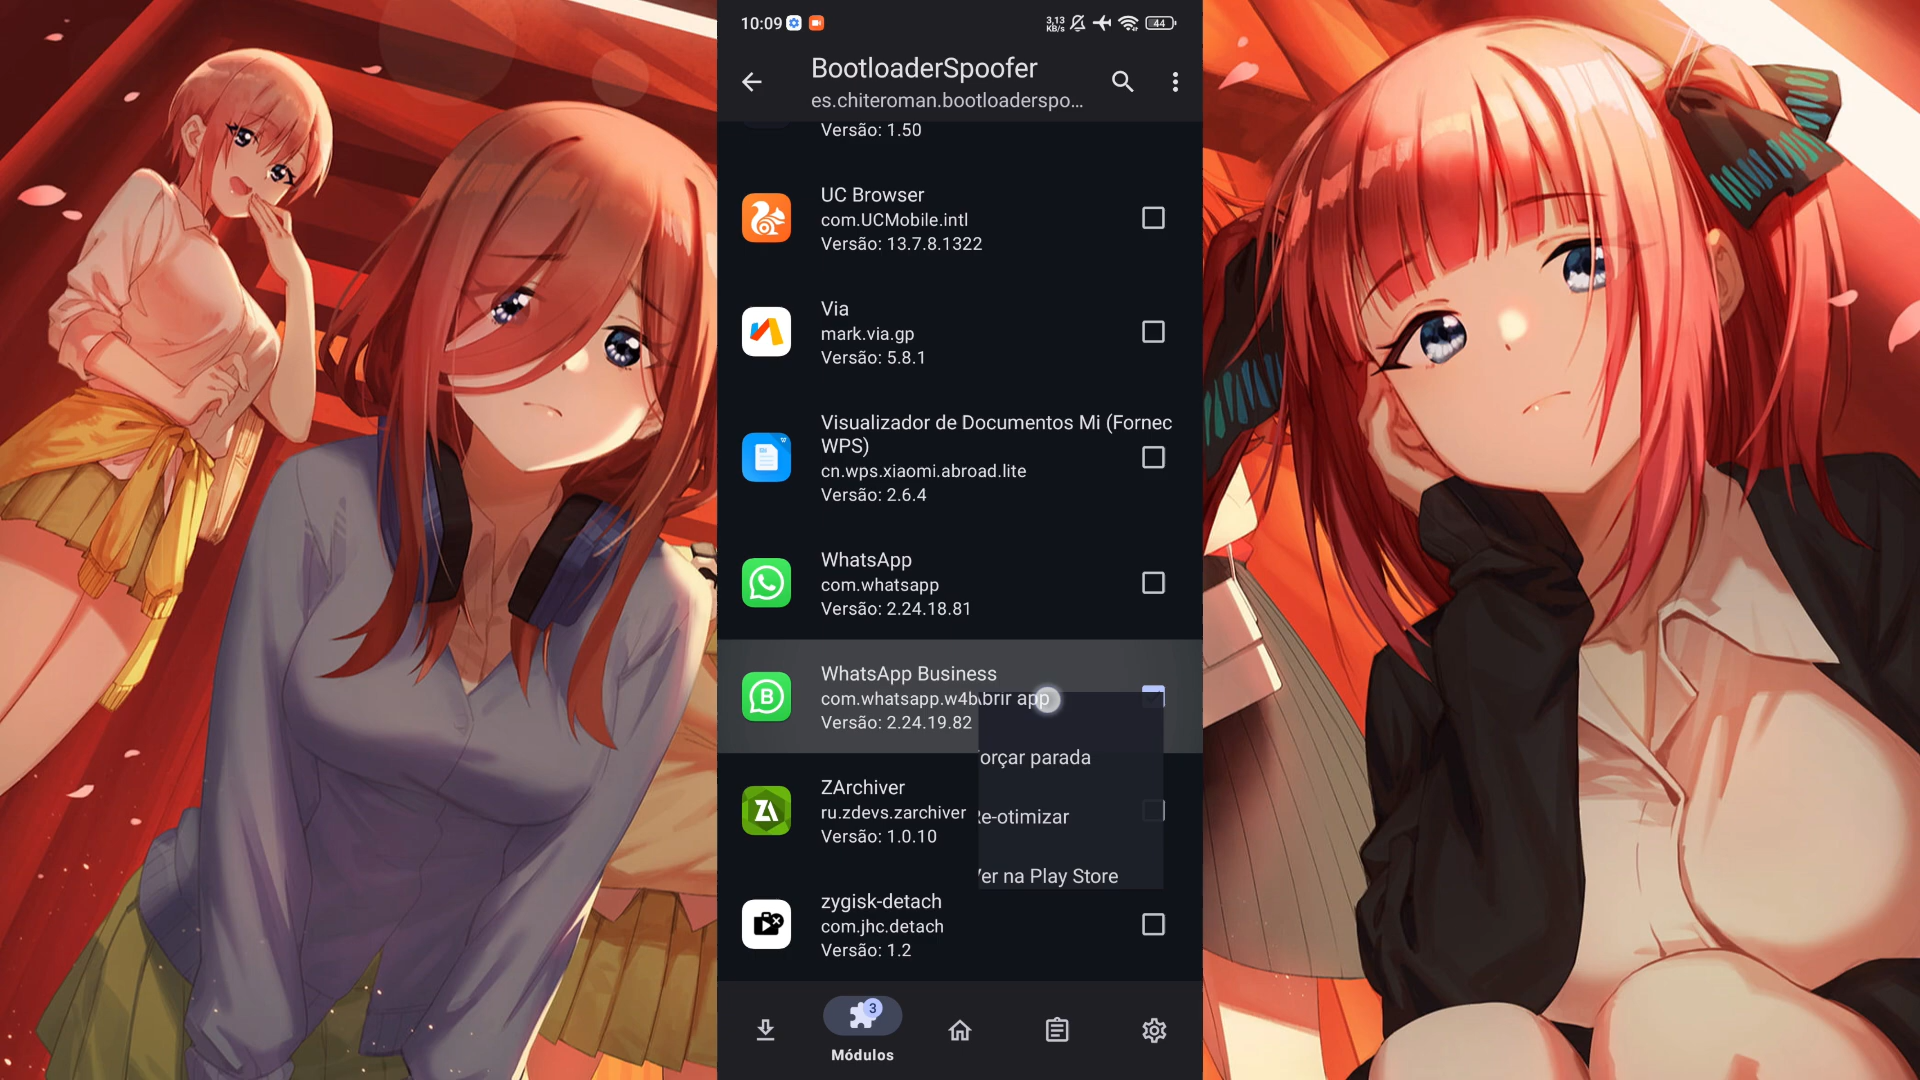 10:09
3,13
KB/s
44
BootloaderSpoofer
es.chiteroman.bootloaderspo...
Versão: 1.50
UC Browser
com.UCMobile.intl
Versão: 13.7.8.1322
Via
mark.via.gp
Versão: 5.8.1
Visualizador de Documentos Mi (Fornec
WPS)
cn.wps.xiaomi.abroad.lite
Versão: 2.6.4
WhatsApp
com.whatsapp
Versão: 2.24.18.81
WhatsApp Business
com.whatsapp.w4b
brir app
Versão: 2.24.19.82
orçar parada
ZArchiver
ru.zdevs.zarchiver
e-otimizar
Versão: 1.0.10
er na Play Store
zygisk-detach
com.jhc.detach
Versão: 1.2
3
Módulos